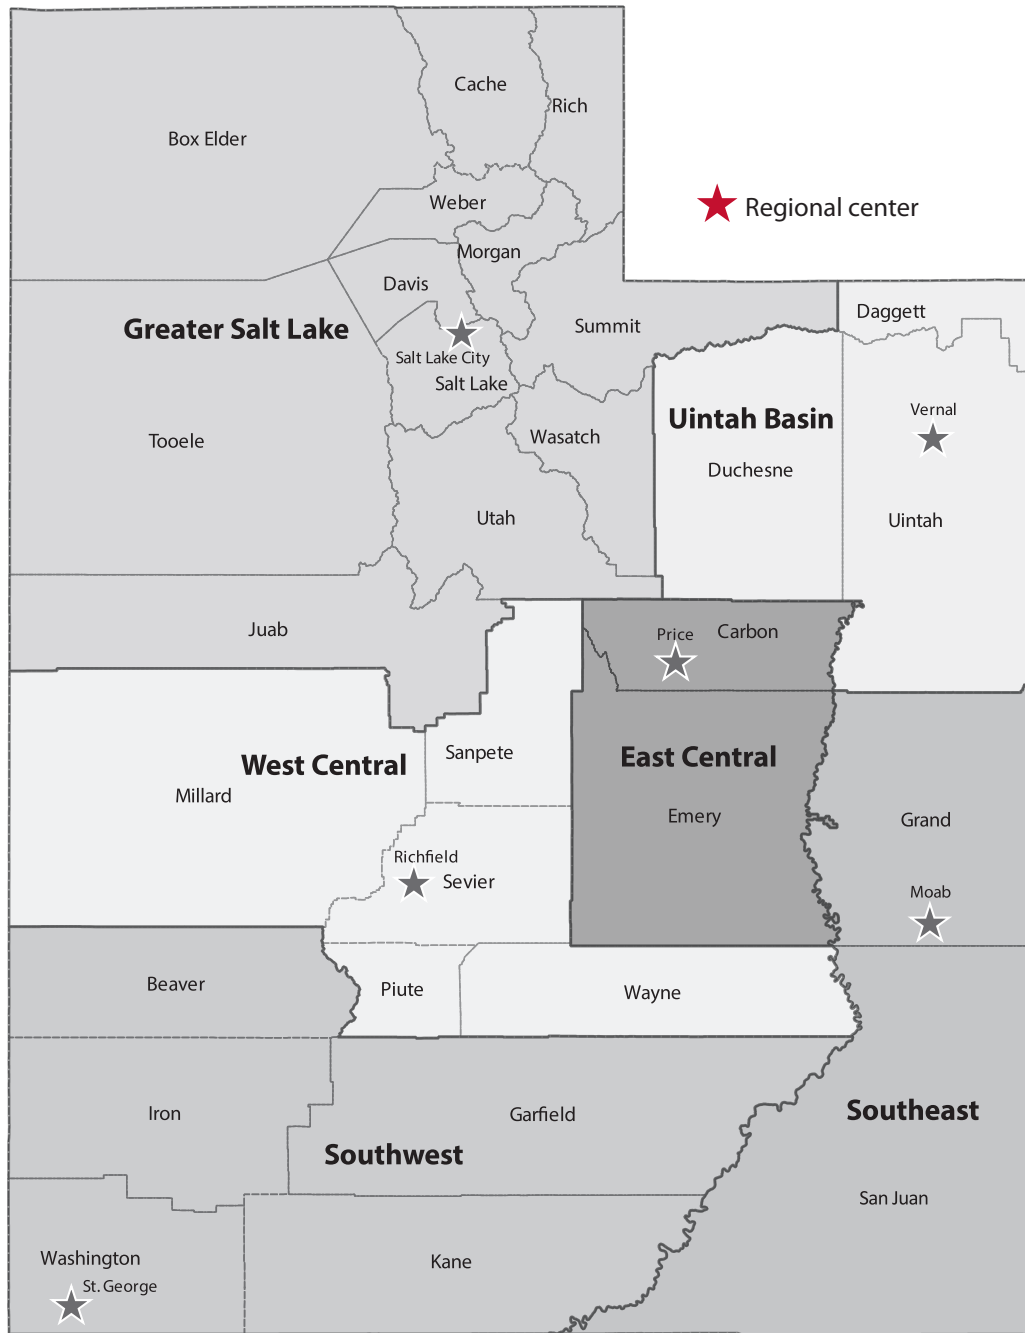 Cache
Rich
Box Elder
Weber
Regional center
Morgan
Davis
Daggett
Greater Salt Lake
Summit
Salt Lake City
Salt Lake
Uintah Basin
Vernal
Tooele
Wasatch
Duchesne
Utah
Uintah
Juab
Price
Carbon
Sanpete
East Central
West Central
Millard
Emery
Grand
Richfield
Sevier
Moab
Beaver
Piute
Wayne
Iron
Garfield
Southeast
Southwest
San Juan
Washington
Kane
St. George